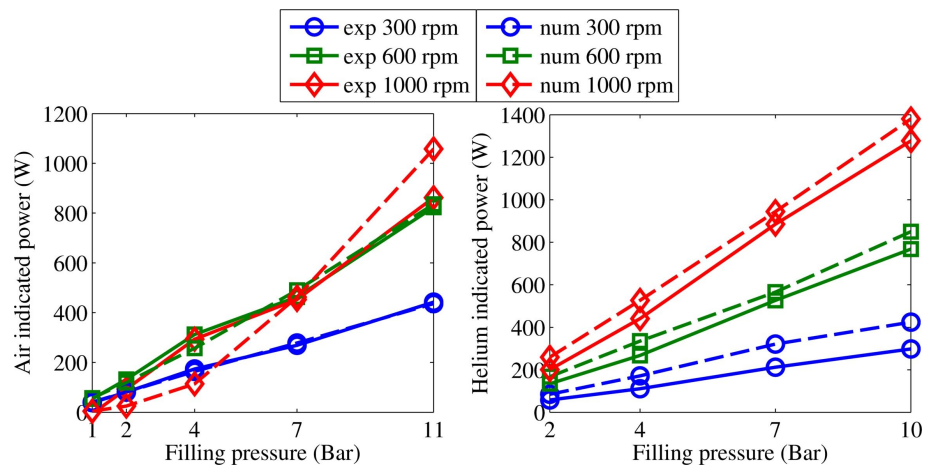 exp 300 rpm num 300 rpm
exp 600 rpm num 600 rpm
exp 1000 rpm num 1000 rpm
Air indicated power (W)
1200
1000
800
600
400
200
0
1 2 4 7 11
Filling pressure (Bar)
Helium indicated power (W)
1400
1200
1000
800
600
400
200
0
2 4 7 10
Filling pressure (Bar)